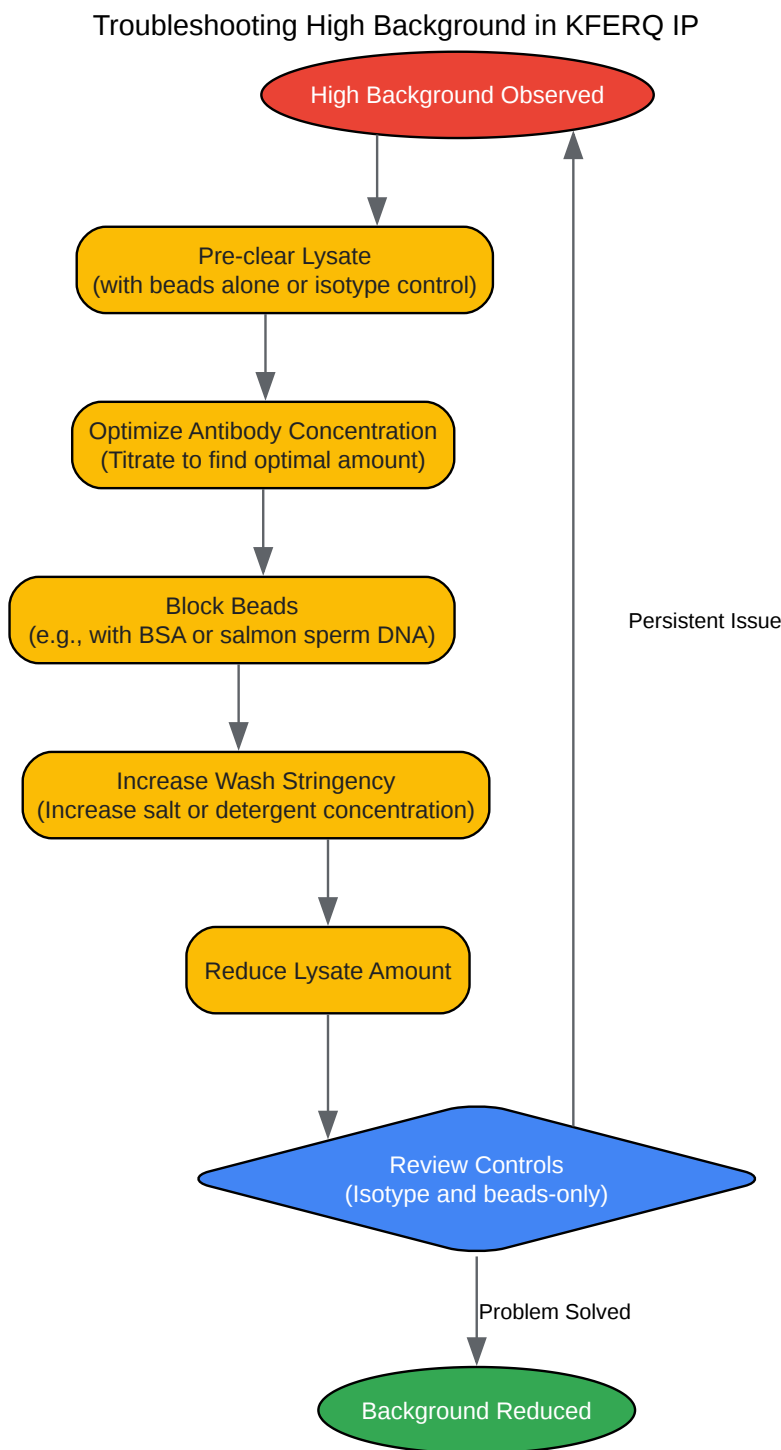 Troubleshooting High Background in KFERQ IP
High Background Observed
Pre-clear Lysate
(with beads alone or isotype control)
Optimize Antibody Concentration
(Titrate to find optimal amount)
Block Beads
(e.g., with BSA or salmon sperm DNA)
Persistent Issue
Increase Wash Stringency
(Increase salt or detergent concentration)
Reduce Lysate Amount
Review Controls
(Isotype and beads-only)
Problem Solved
Background Reduced